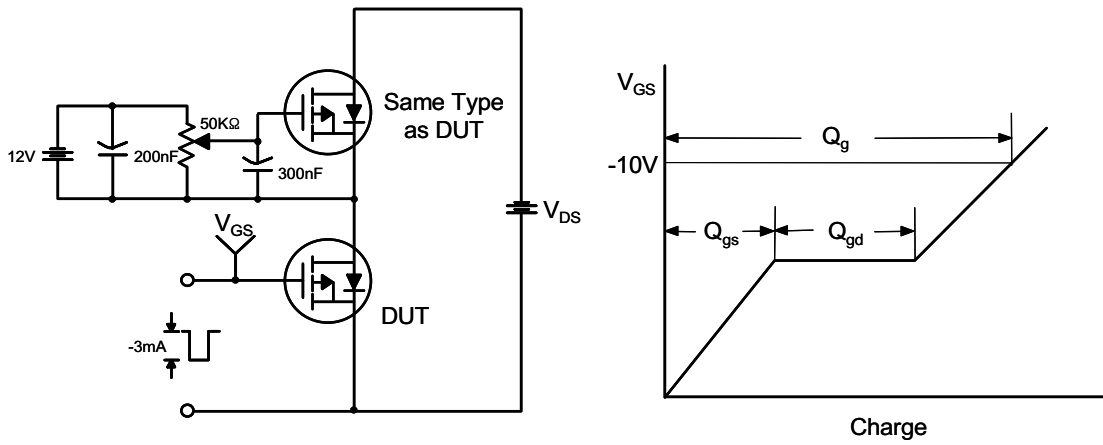 12V
200nF
50KΩ
300nF
Same Type
as DUT
V_DS
V_GS
DUT
-3mA
V_GS
-10V
Q_g
Q_gs
Q_gd
Charge